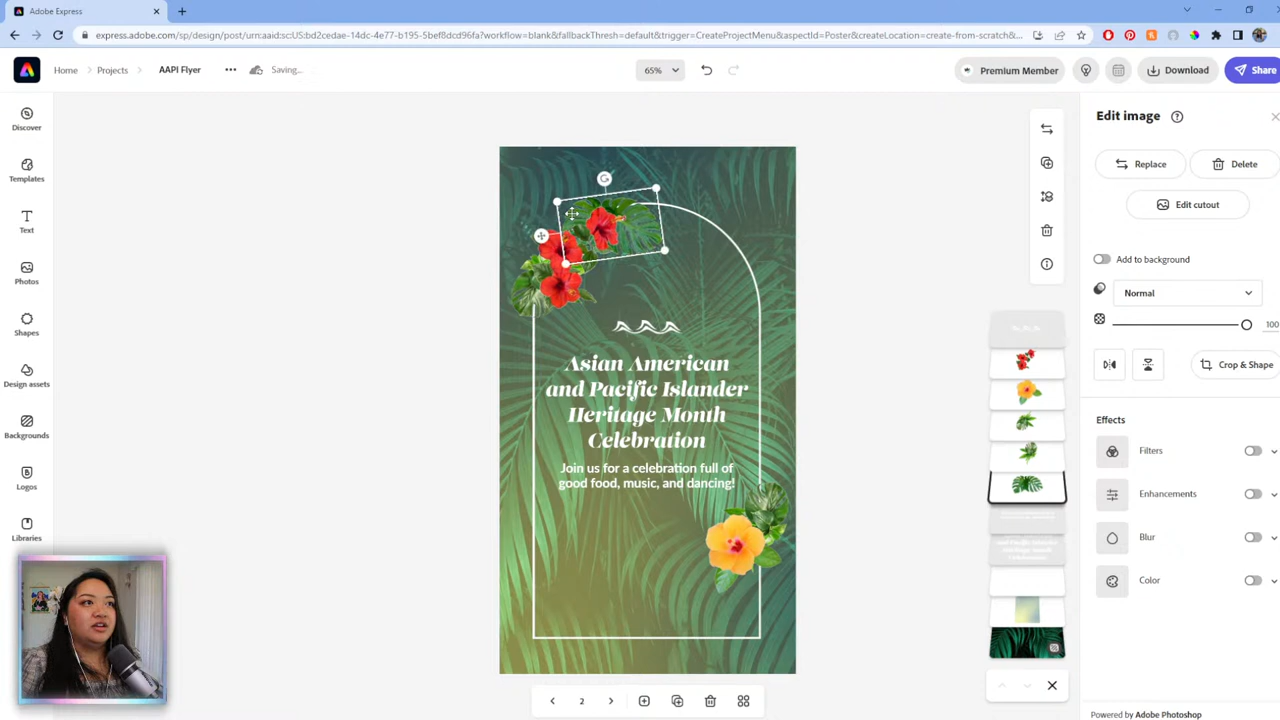 Adobe Express
express.adobe.com/sp/design/post/urn:aaid:sc:US:bd2cedae-14dc-4e77-b195-5bef8dcd96fa?workflow=blank&fallbackThresh=default&trigger=CreateProjectMenu&aspectId=Poster&createLocation=create-from-scratch&...
Home
Projects
AAPI Flyer
Saving...
65%
Premium Member
Download
Share
Discover
Templates
Text
Photos
Shapes
Design assets
Backgrounds
Logos
Libraries
Asian American
and Pacific Islander
Heritage Month
Celebration
Join us for a celebration full of
good food, music, and dancing!
2
Edit image
Replace
Delete
Edit cutout
Add to background
Normal
100
Crop & Shape
Effects
Filters
Enhancements
Blur
Color
Powered by Adobe Photoshop